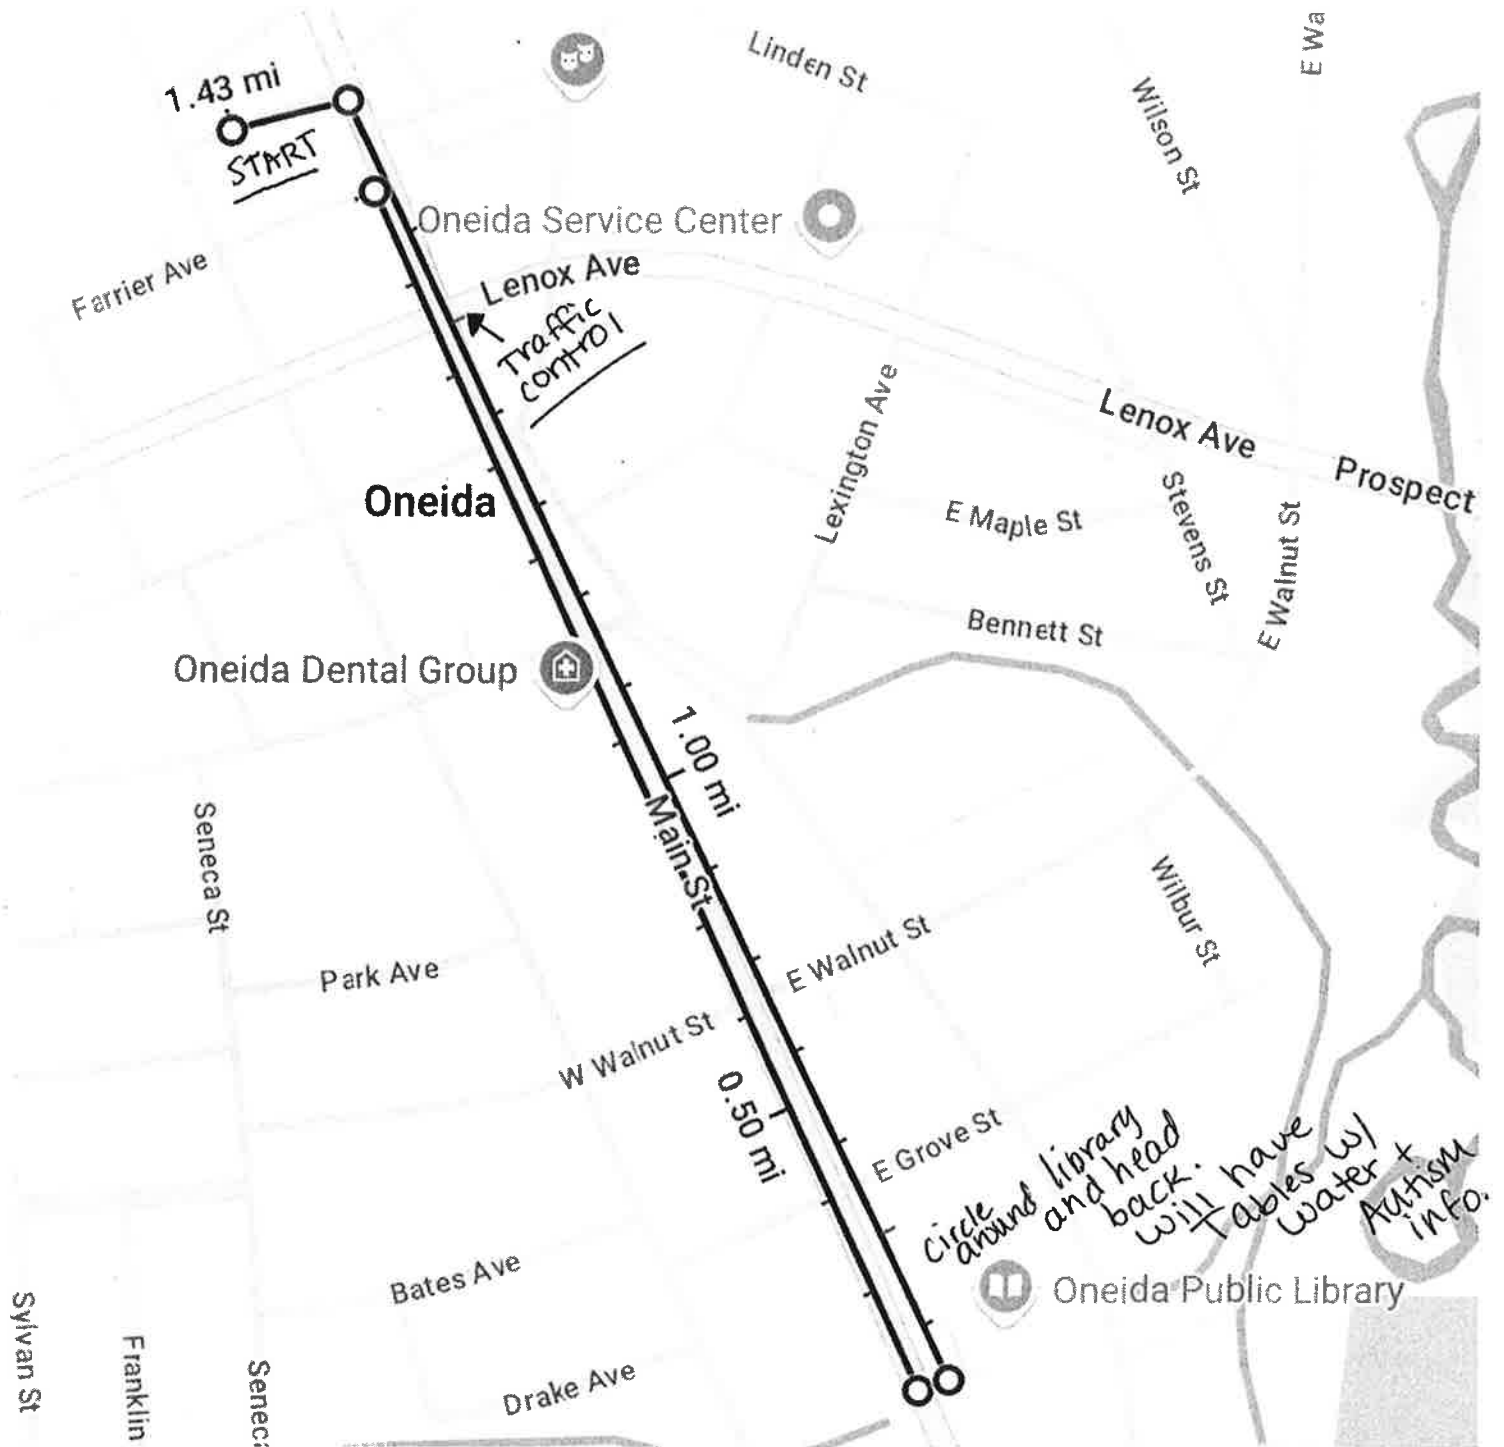 E Wa
Linden St
1.43 mi
Wilson St
START
Oneida Service Center
Farrier Ave
Lenox Ave
Traffic
control
Lexington Ave
Lenox Ave
Prospect
Oneida
E Maple St
Stevens St
E Walnut St
Bennett St
Oneida Dental Group
1.00 mi
Main St
Seneca St
Wilbur St
E Walnut St
Park Ave
W Walnut St
0.50 mi
E Grove St
circle
around library
and head
back.
will have
Tables w/
water +
Autism
info.
Bates Ave
Oneida Public Library
Sylvan St
Franklin
Seneca
Drake Ave